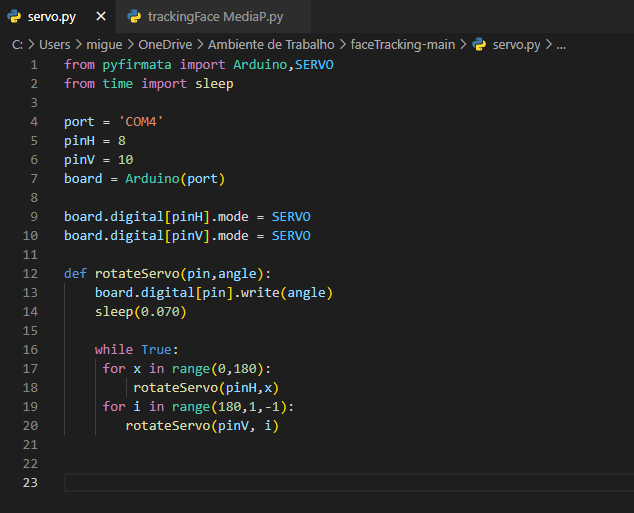 servo.py × trackingFace MediaP.py
C: > Users > migue > OneDrive > Ambiente de Trabalho > faceTracking-main > servo.py > ...
1 from pyfirmata import Arduino,SERVO
2 from time import sleep
3
4 port = 'COM4'
5 pinH = 8
6 pinV = 10
7 board = Arduino(port)
8
9 board.digital[pinH].mode = SERVO
10 board.digital[pinV].mode = SERVO
11
12 def rotateServo(pin,angle):
13     board.digital[pin].write(angle)
14     sleep(0.070)
15
16     while True:
17      for x in range(0,180):
18          rotateServo(pinH,x)
19      for i in range(180,1,-1):
20         rotateServo(pinV, i)
21
22
23